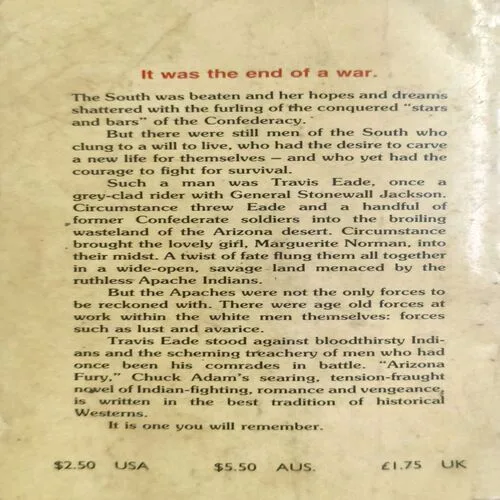 It was the end of a war.
The South was beaten and her hopes and dreams
shattered with the furling of the conquered "stars
and bars" of the Confederacy.
But there were still men of the South who
clung to a will to live, who had the desire to carve
a new life for themselves – and who yet had the
courage to fight for survival.
Such a man was Travis Eade, once a
grey-clad rider with General Stonewall Jackson.
Circumstance threw Eade and a handful of
former Confederate soldiers into the broiling
wasteland of the Arizona desert. Circumstance
brought the lovely girl, Marguerite Norman, into
their midst. A twist of fate flung them all together
in a wide-open, savage land menaced by the
ruthless Apache Indians.
But the Apaches were not the only forces to
be reckoned with. There were age old forces at
work within the white men themselves: forces
such as lust and avarice.
Travis Eade stood against bloodthirsty Indi-
ans and the scheming treachery of men who had
once been his comrades in battle. "Arizona
Fury," Chuck Adam's searing, tension-fraught
novel of Indian-fighting, romance and vengeance,
is written in the best tradition of historical
Westerns.
It is one you will remember.
$2.50 USA $5.50 AUS. £1.75 UK